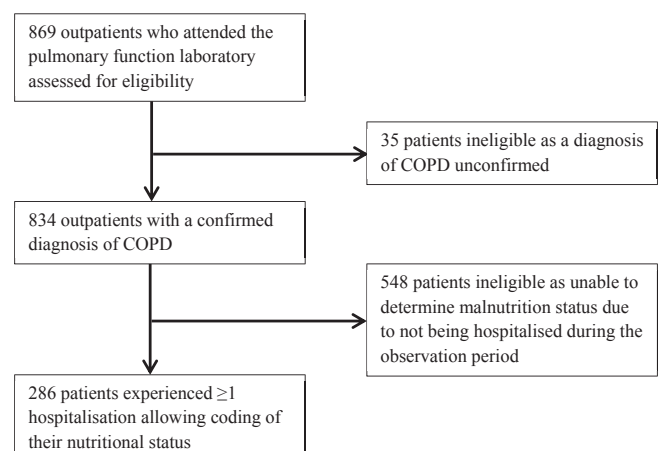 869 outpatients who attended the
pulmonary function laboratory
assessed for eligibility
35 patients ineligible as a diagnosis
of COPD unconfirmed
834 outpatients with a confirmed
diagnosis of COPD
548 patients ineligible as unable to
determine malnutrition status due
to not being hospitalised during the
observation period
286 patients experienced ≥1
hospitalisation allowing coding of
their nutritional status